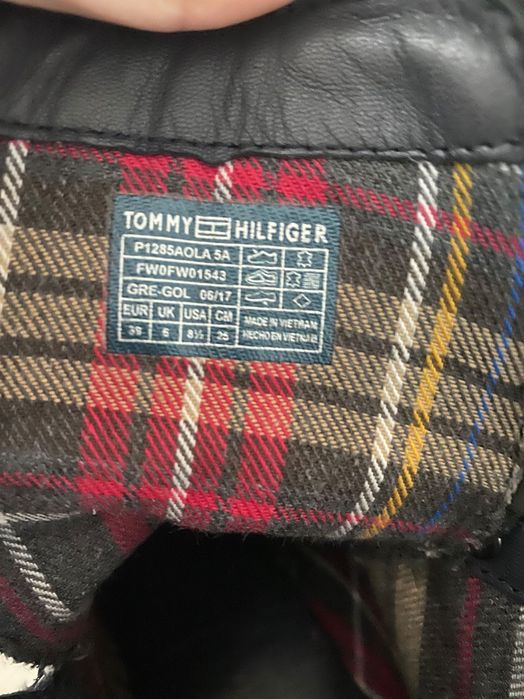 TOMMY HILFIGER
P1285AOLA 5A
FW0FW01543
GRE-GOL 06/17
EUR UK USA CM
39 6 8½ 25
MADE IN VIETNAM
HECHO EN VIETNAM